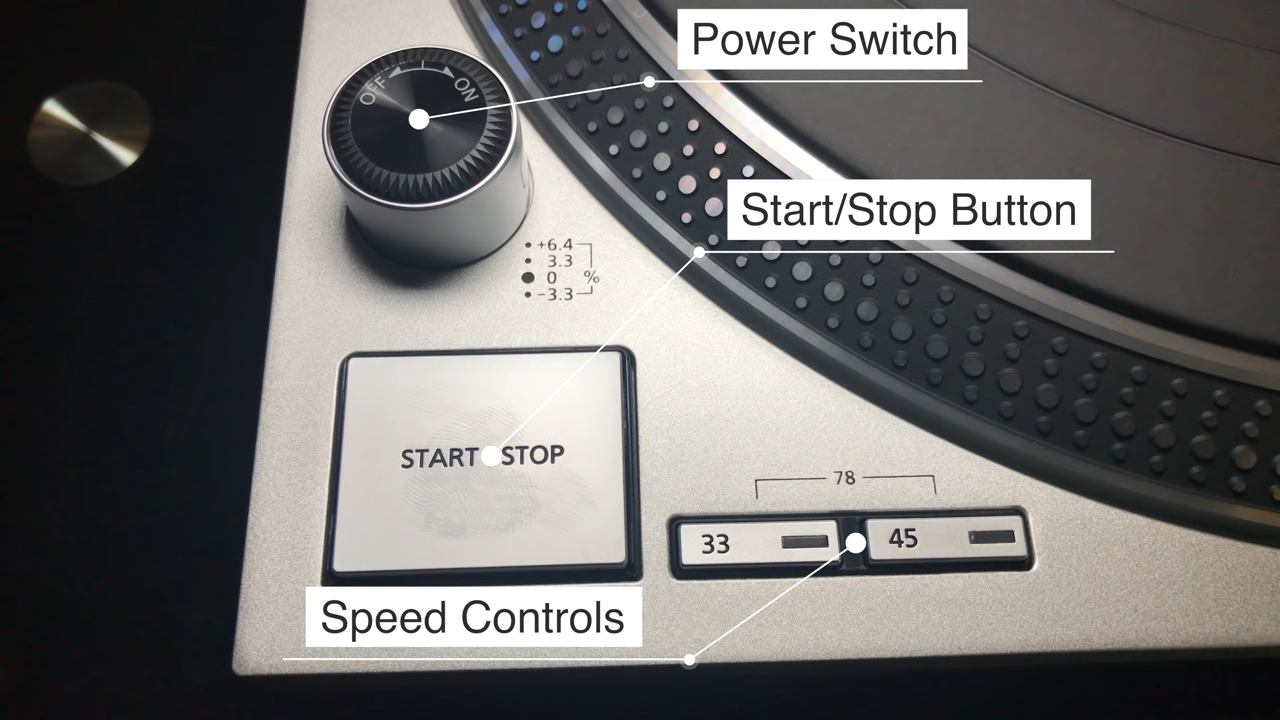 Power Switch
OFF ON
Start/Stop Button
+6.4
3.3
0 %
−3.3
START STOP
78
33 45
Speed Controls